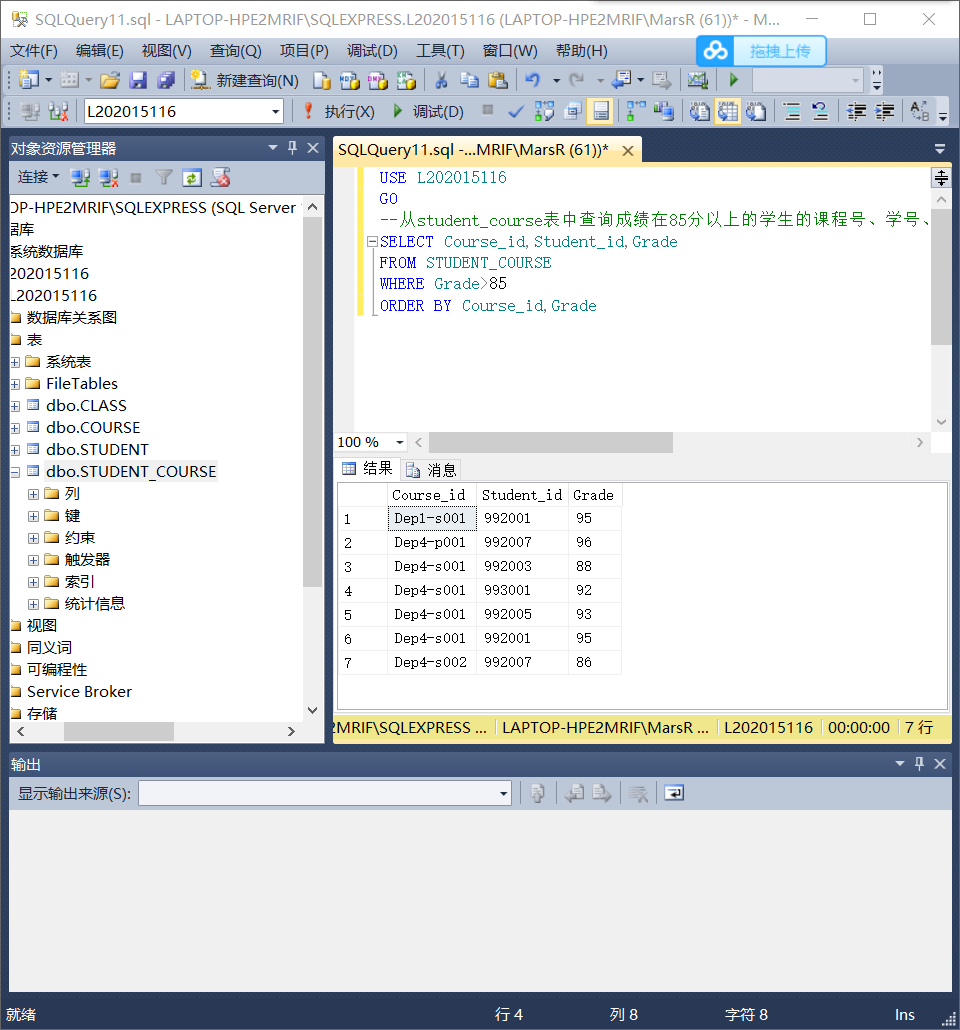 SQLQuery11.sql - LAPTOP-HPE2MRIF\SQLEXPRESS.L202015116 (LAPTOP-HPE2MRIF\MarsR (61))* - M...
文件(F) 编辑(E) 视图(V) 查询(Q) 项目(P) 调试(D) 工具(T) 窗口(W) 帮助(H)
拖拽上传
新建查询(N)
L202015116 执行(X) 调试(D)
对象资源管理器
连接
OP-HPE2MRIF\SQLEXPRESS (SQL Server
据库
系统数据库
202015116
L202015116
数据库关系图
表
系统表
FileTables
dbo.CLASS
dbo.COURSE
dbo.STUDENT
dbo.STUDENT_COURSE
列
键
约束
触发器
索引
统计信息
视图
同义词
可编程性
Service Broker
存储
SQLQuery11.sql -...MRIF\MarsR (61))*
USE L202015116
GO
--从student_course表中查询成绩在85分以上的学生的课程号、学号、
SELECT Course_id,Student_id,Grade
FROM STUDENT_COURSE
WHERE Grade>85
ORDER BY Course_id,Grade
100 %
结果 消息
Course_id Student_id Grade
1 Dep1-s001 992001 95
2 Dep4-p001 992007 96
3 Dep4-s001 992003 88
4 Dep4-s001 993001 92
5 Dep4-s001 992005 93
6 Dep4-s001 992001 95
7 Dep4-s002 992007 86
2MRIF\SQLEXPRESS ... LAPTOP-HPE2MRIF\MarsR ... L202015116 00:00:00 7 行
输出
显示输出来源(S):
就绪 行 4 列 8 字符 8 Ins